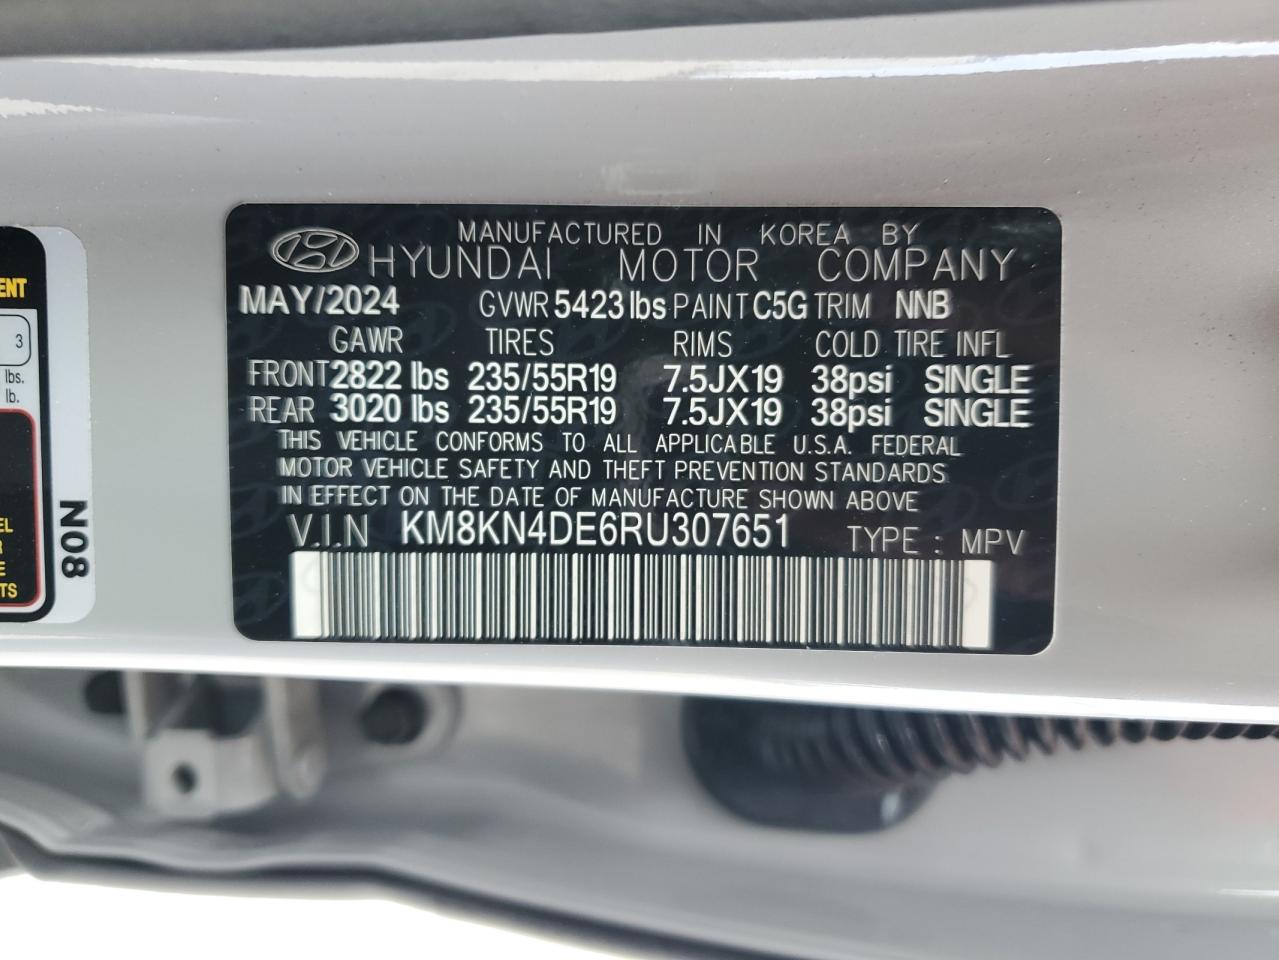 MANUFACTURED IN KOREA BY
HYUNDAI MOTOR COMPANY
MAY/2024 GVWR 5423 lbs PAINT C5G TRIM NNB
GAWR TIRES RIMS COLD TIRE INFL
FRONT 2822 lbs 235/55R19 7.5JX19 38psi SINGLE
REAR 3020 lbs 235/55R19 7.5JX19 38psi SINGLE
THIS VEHICLE CONFORMS TO ALL APPLICABLE U.S.A. FEDERAL
MOTOR VEHICLE SAFETY AND THEFT PREVENTION STANDARDS
IN EFFECT ON THE DATE OF MANUFACTURE SHOWN ABOVE
V.I.N KM8KN4DE6RU307651 TYPE : MPV
ENT
3
lbs.
lb.
L
R
E
TS
N08